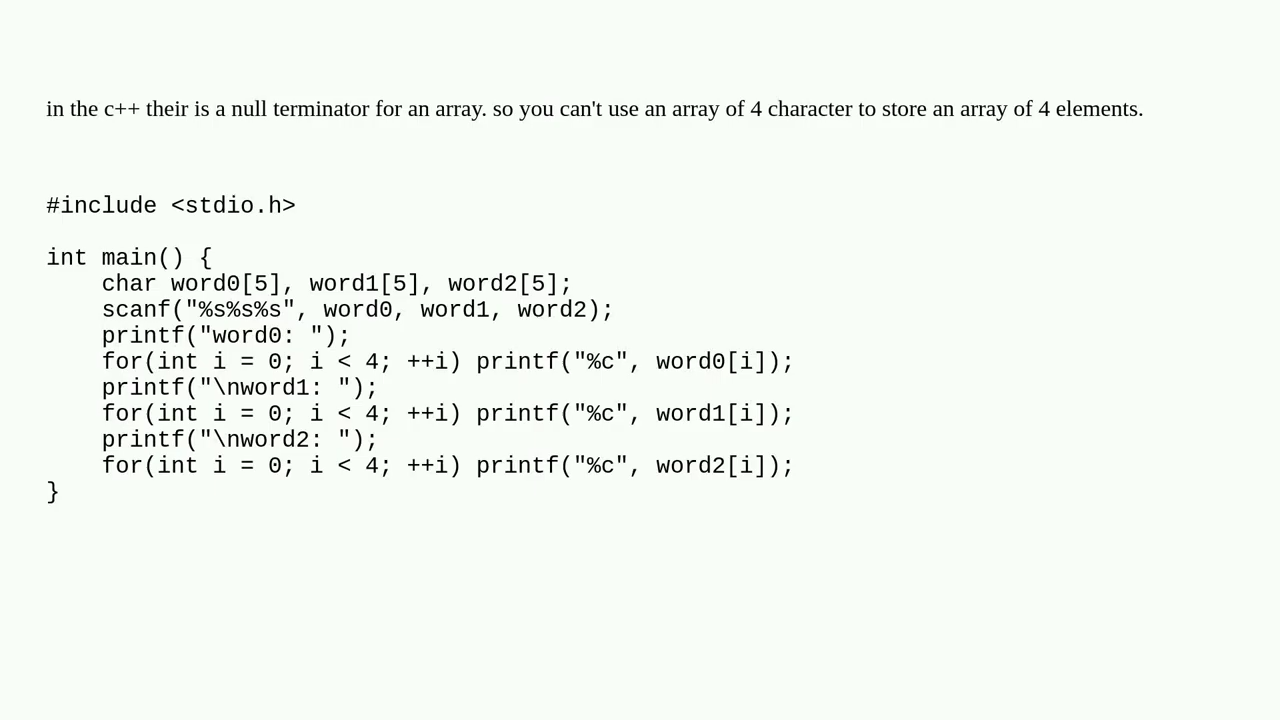 in the c++ their is a null terminator for an array. so you can't use an array of 4 character to store an array of 4 elements.
#include <stdio.h>
int main() {
    char word0[5], word1[5], word2[5];
    scanf("%s%s%s", word0, word1, word2);
    printf("word0: ");
    for(int i = 0; i < 4; ++i) printf("%c", word0[i]);
    printf("\nword1: ");
    for(int i = 0; i < 4; ++i) printf("%c", word1[i]);
    printf("\nword2: ");
    for(int i = 0; i < 4; ++i) printf("%c", word2[i]);
}